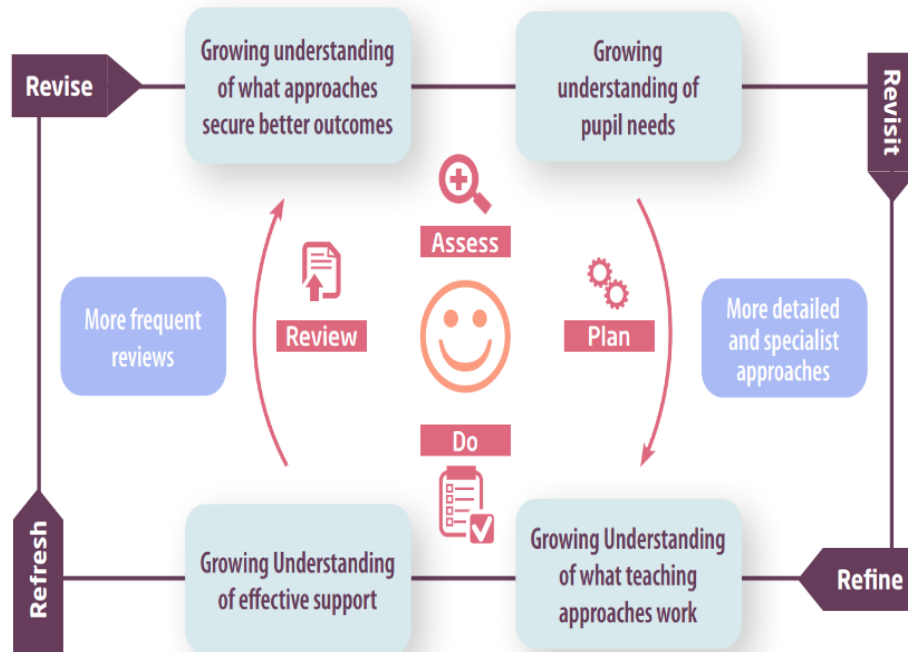 Growing understanding
of what approaches
secure better outcomes
Growing
understanding of
pupil needs
Revise
Revisit
Assess
More frequent
reviews
Review
Plan
More detailed
and specialist
approaches
Do
Refresh
Growing Understanding
of effective support
Growing Understanding
of what teaching
approaches work
Refine